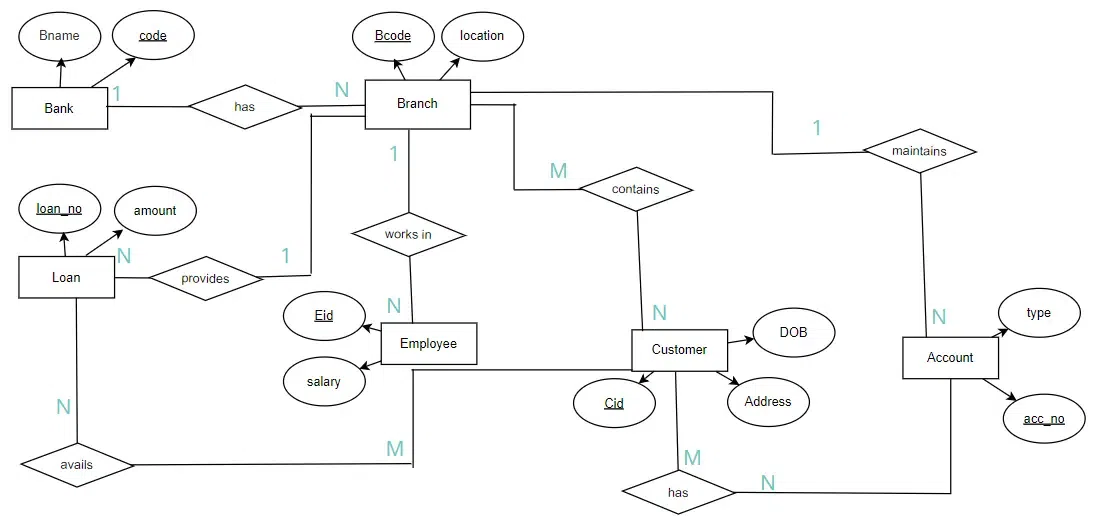 Bname
code
Bcode
location
Bank
1
has
N
Branch
1
maintains
1
M
contains
loan_no
amount
works in
N
Loan
provides
1
Eid
N
Employee
salary
N
Customer
DOB
Cid
Address
N
Account
type
acc_no
N
avails
M
M
has
N